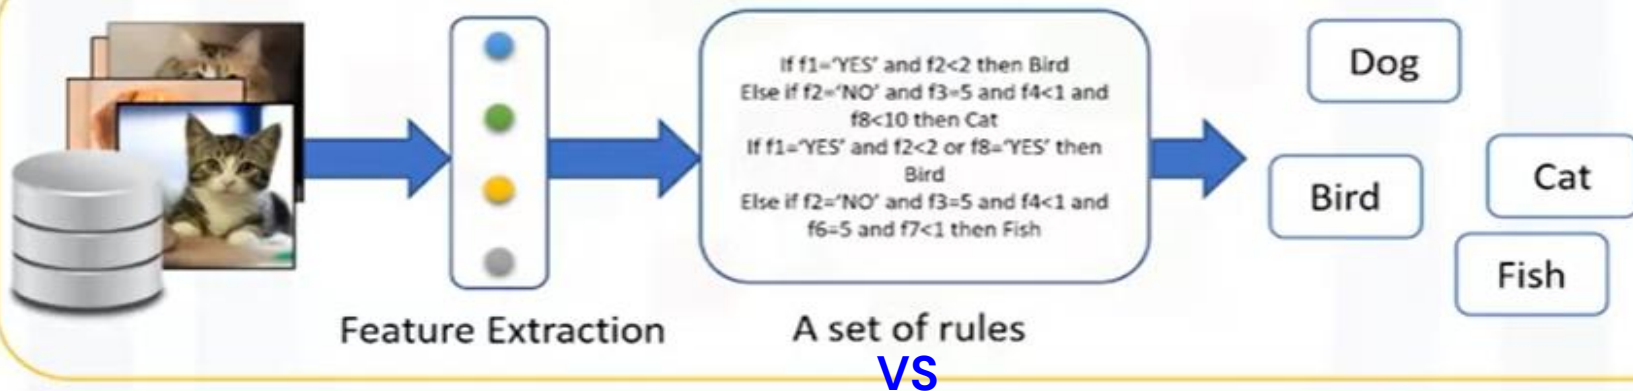 If f1='YES' and f2<2 then Bird
Else if f2='NO' and f3=5 and f4<1 and
f8<10 then Cat
If f1='YES' and f2<2 or f8='YES' then
Bird
Else if f2='NO' and f3=5 and f4<1 and
f6=5 and f7<1 then Fish
Dog
Bird
Cat
Fish
Feature Extraction
A set of rules
VS